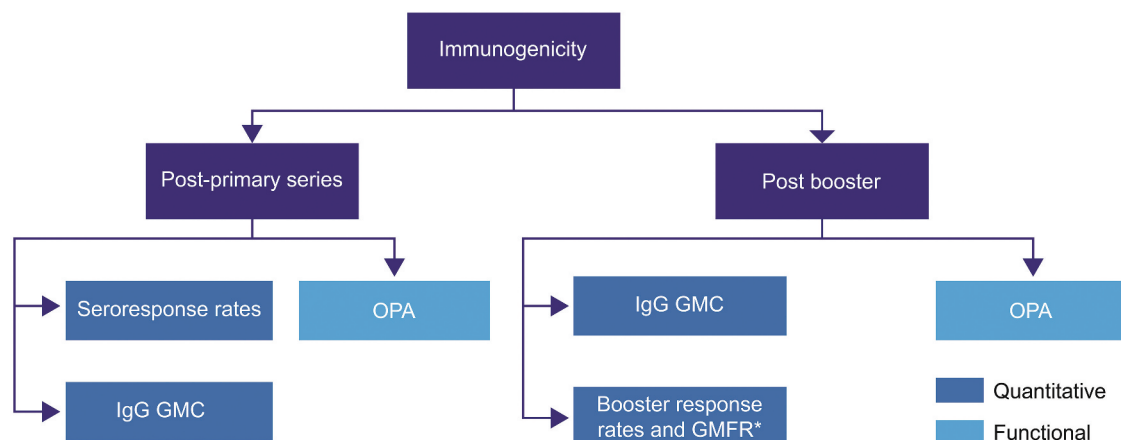 Immunogenicity
Post-primary series
Post booster
Seroresponse rates
OPA
IgG GMC
OPA
IgG GMC
Booster response
rates and GMFR*
Quantitative
Functional